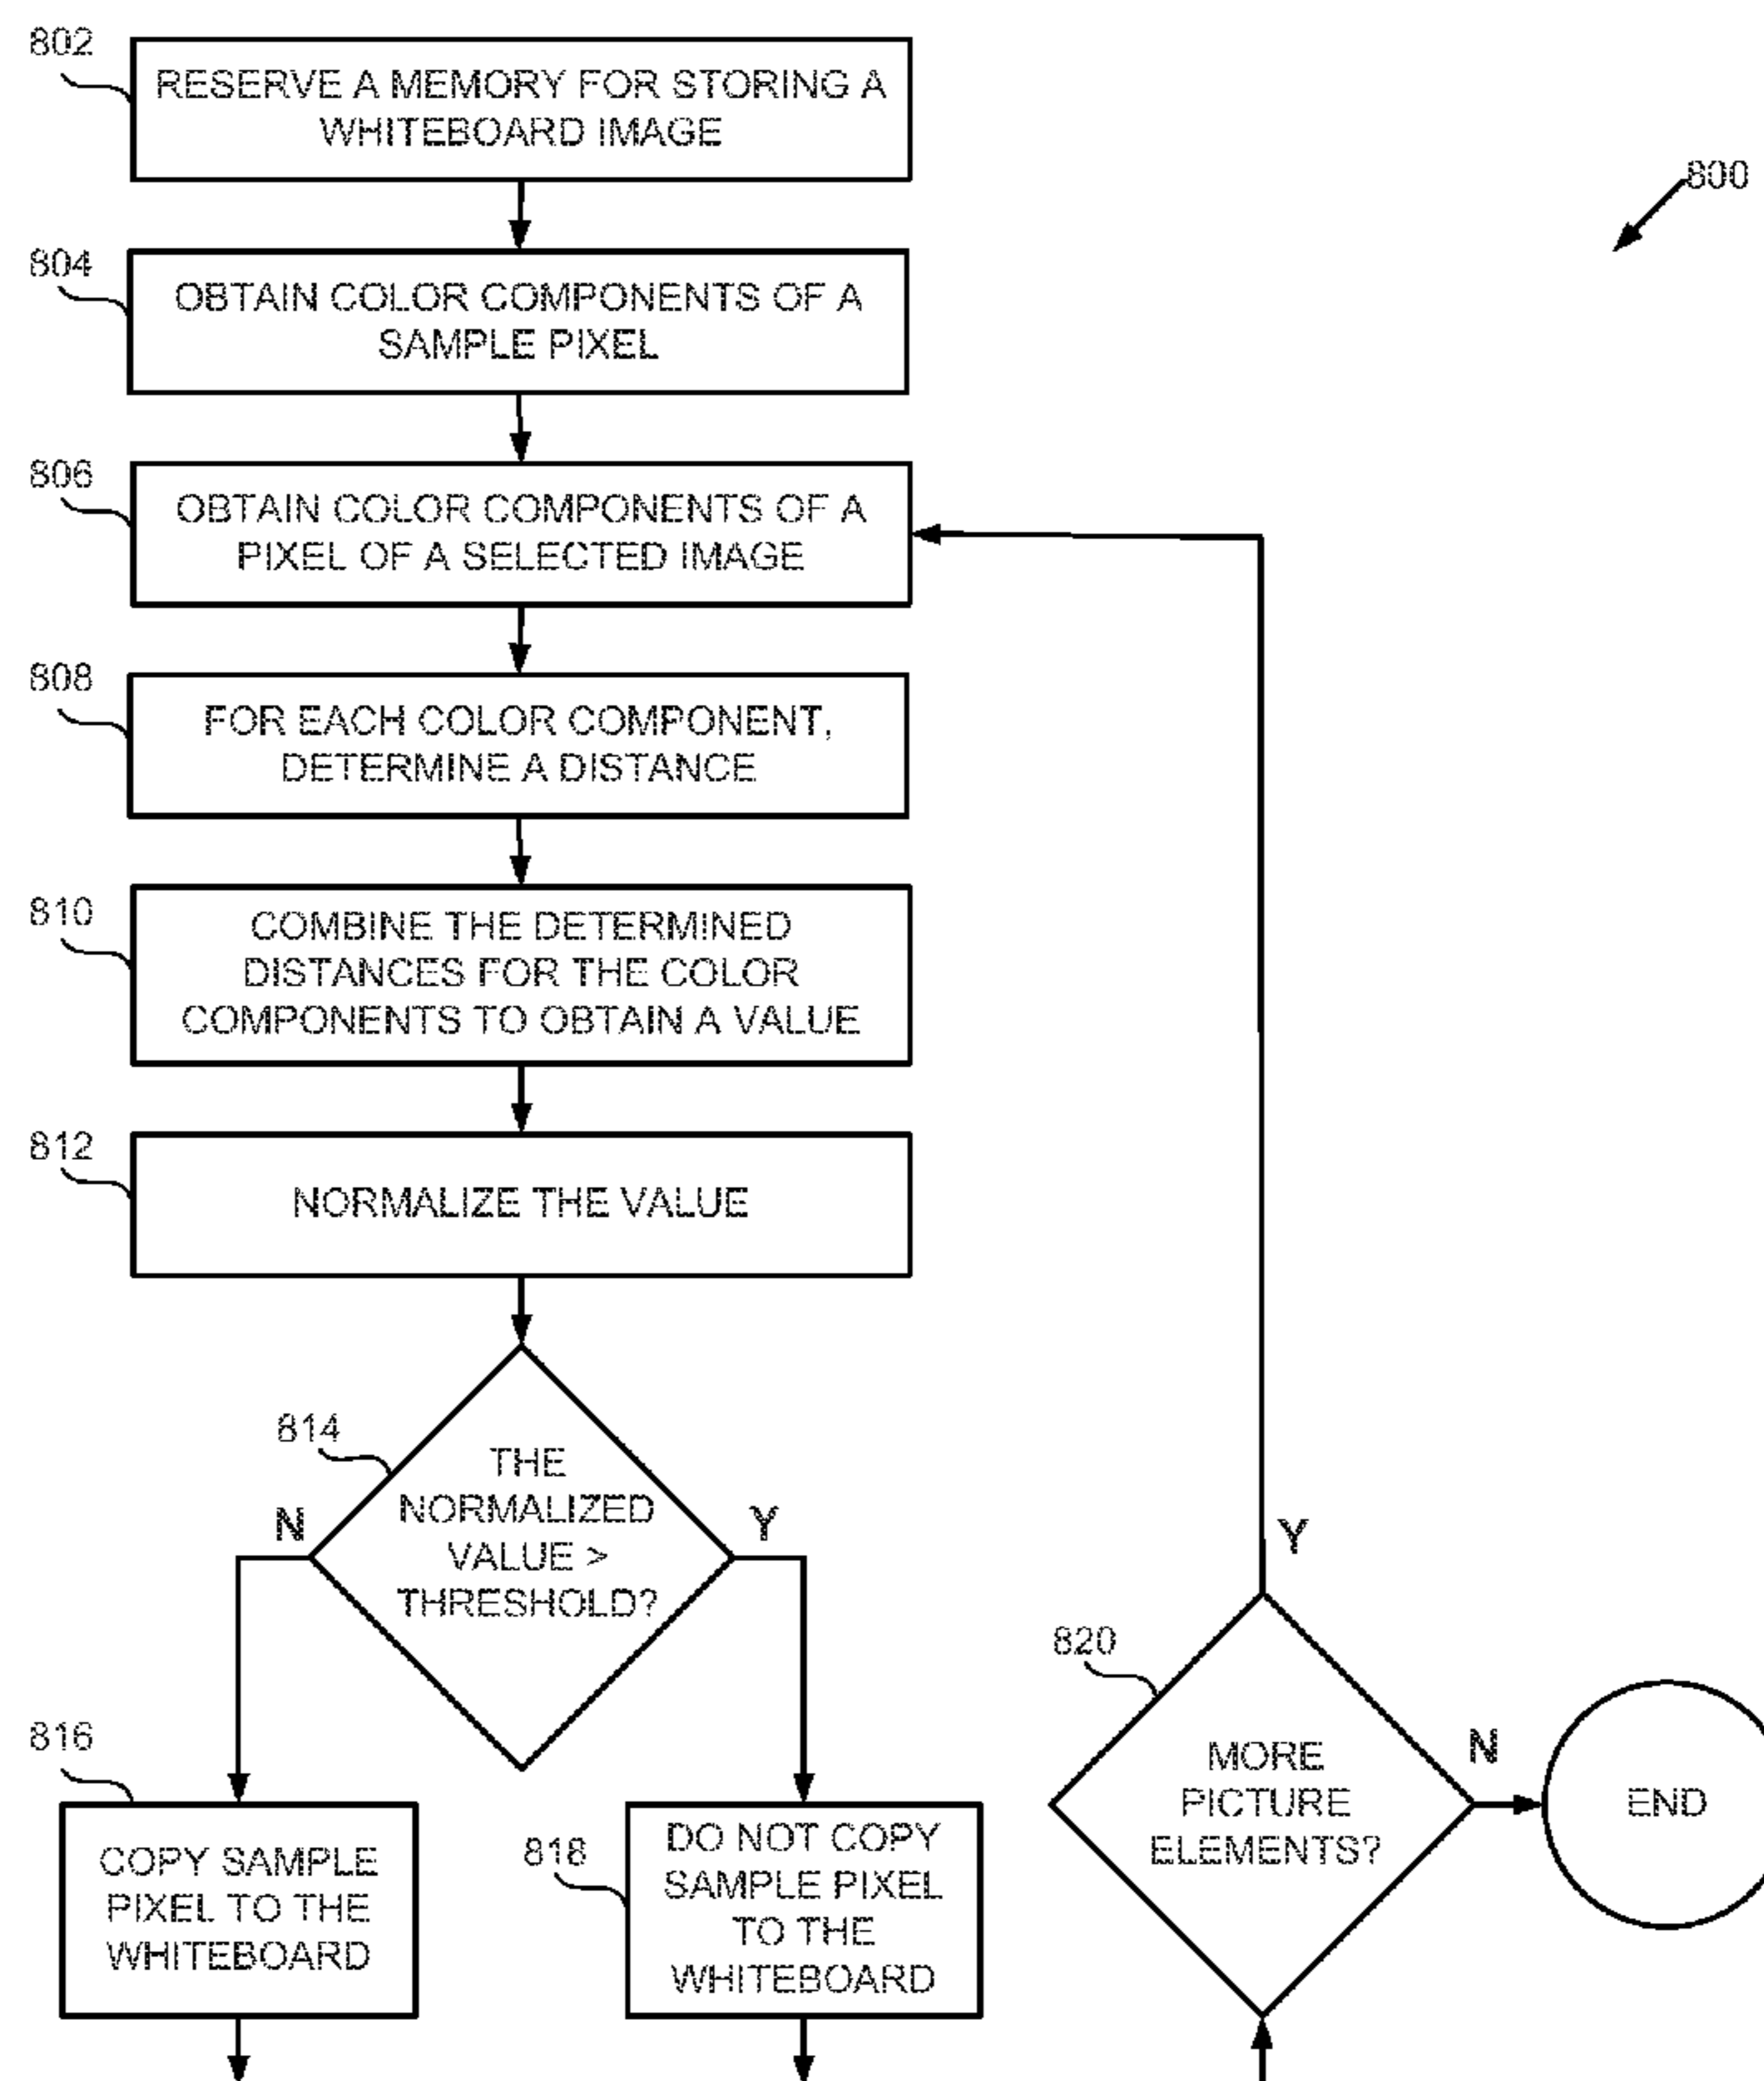 802
RESERVE A MEMORY FOR STORING A
WHITEBOARD IMAGE
800
804
OBTAIN COLOR COMPONENTS OF A
SAMPLE PIXEL
806
OBTAIN COLOR COMPONENTS OF A
PIXEL OF A SELECTED IMAGE
808
FOR EACH COLOR COMPONENT,
DETERMINE A DISTANCE
810
COMBINE THE DETERMINED
DISTANCES FOR THE COLOR
COMPONENTS TO OBTAIN A VALUE
812
NORMALIZE THE VALUE
814
THE
NORMALIZED
VALUE >
THRESHOLD?
N
Y
816
COPY SAMPLE
PIXEL TO THE
WHITEBOARD
818
DO NOT COPY
SAMPLE PIXEL
TO THE
WHITEBOARD
Y
820
MORE
PICTURE
ELEMENTS?
N
END